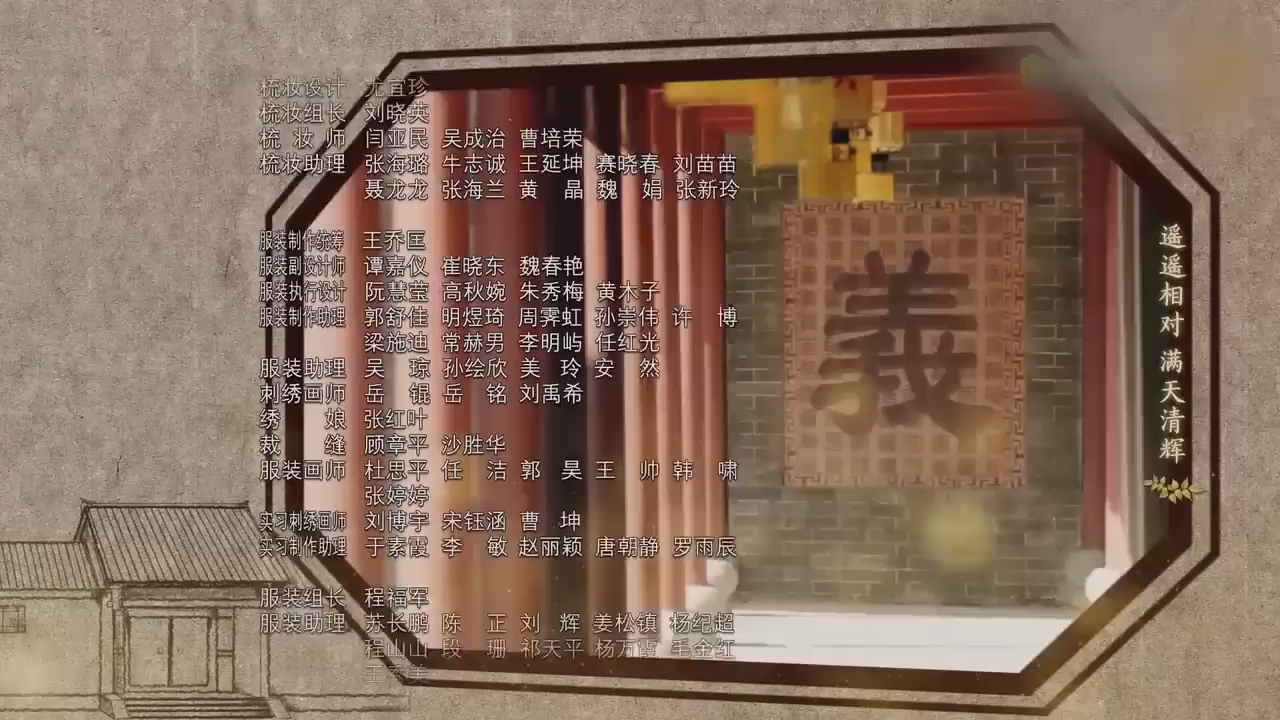 梳妆设计 尤宜珍
梳妆组长 刘晓英
梳妆师 闫亚民 吴成治 曹培荣
梳妆助理 张海璐 牛志诚 王延坤 赛晓春 刘苗苗
聂龙龙 张海兰 黄晶 魏娟 张新玲
服装制作统筹 王乔匡
服装副设计师 谭嘉仪 崔晓东 魏春艳
服装执行设计 阮慧莹 高秋婉 朱秀梅 黄木子
服装制作助理 郭舒佳 明煜琦 周霁虹 孙崇伟 许博
梁施迪 常赫男 李明屿 任红光
服装助理 吴琼 孙绘欣 美玲 安然
刺绣画师 岳锟 岳铭 刘禹希
绣娘 张红叶
裁缝 顾章平 沙胜华
服装画师 杜思平 任洁 郭昊 王帅 韩啸
张婷婷
实习刺绣画师 刘博宇 宋钰涵 曹坤
实习制作助理 于素霞 李敏 赵丽颖 唐朝静 罗雨辰
服装组长 程福军
服装助理 苏长鹏 陈正 刘辉 姜松镇 杨纪超
程山山 段珊 祁天平 杨万霞 毛金红
義
遥遥相对 满天清辉